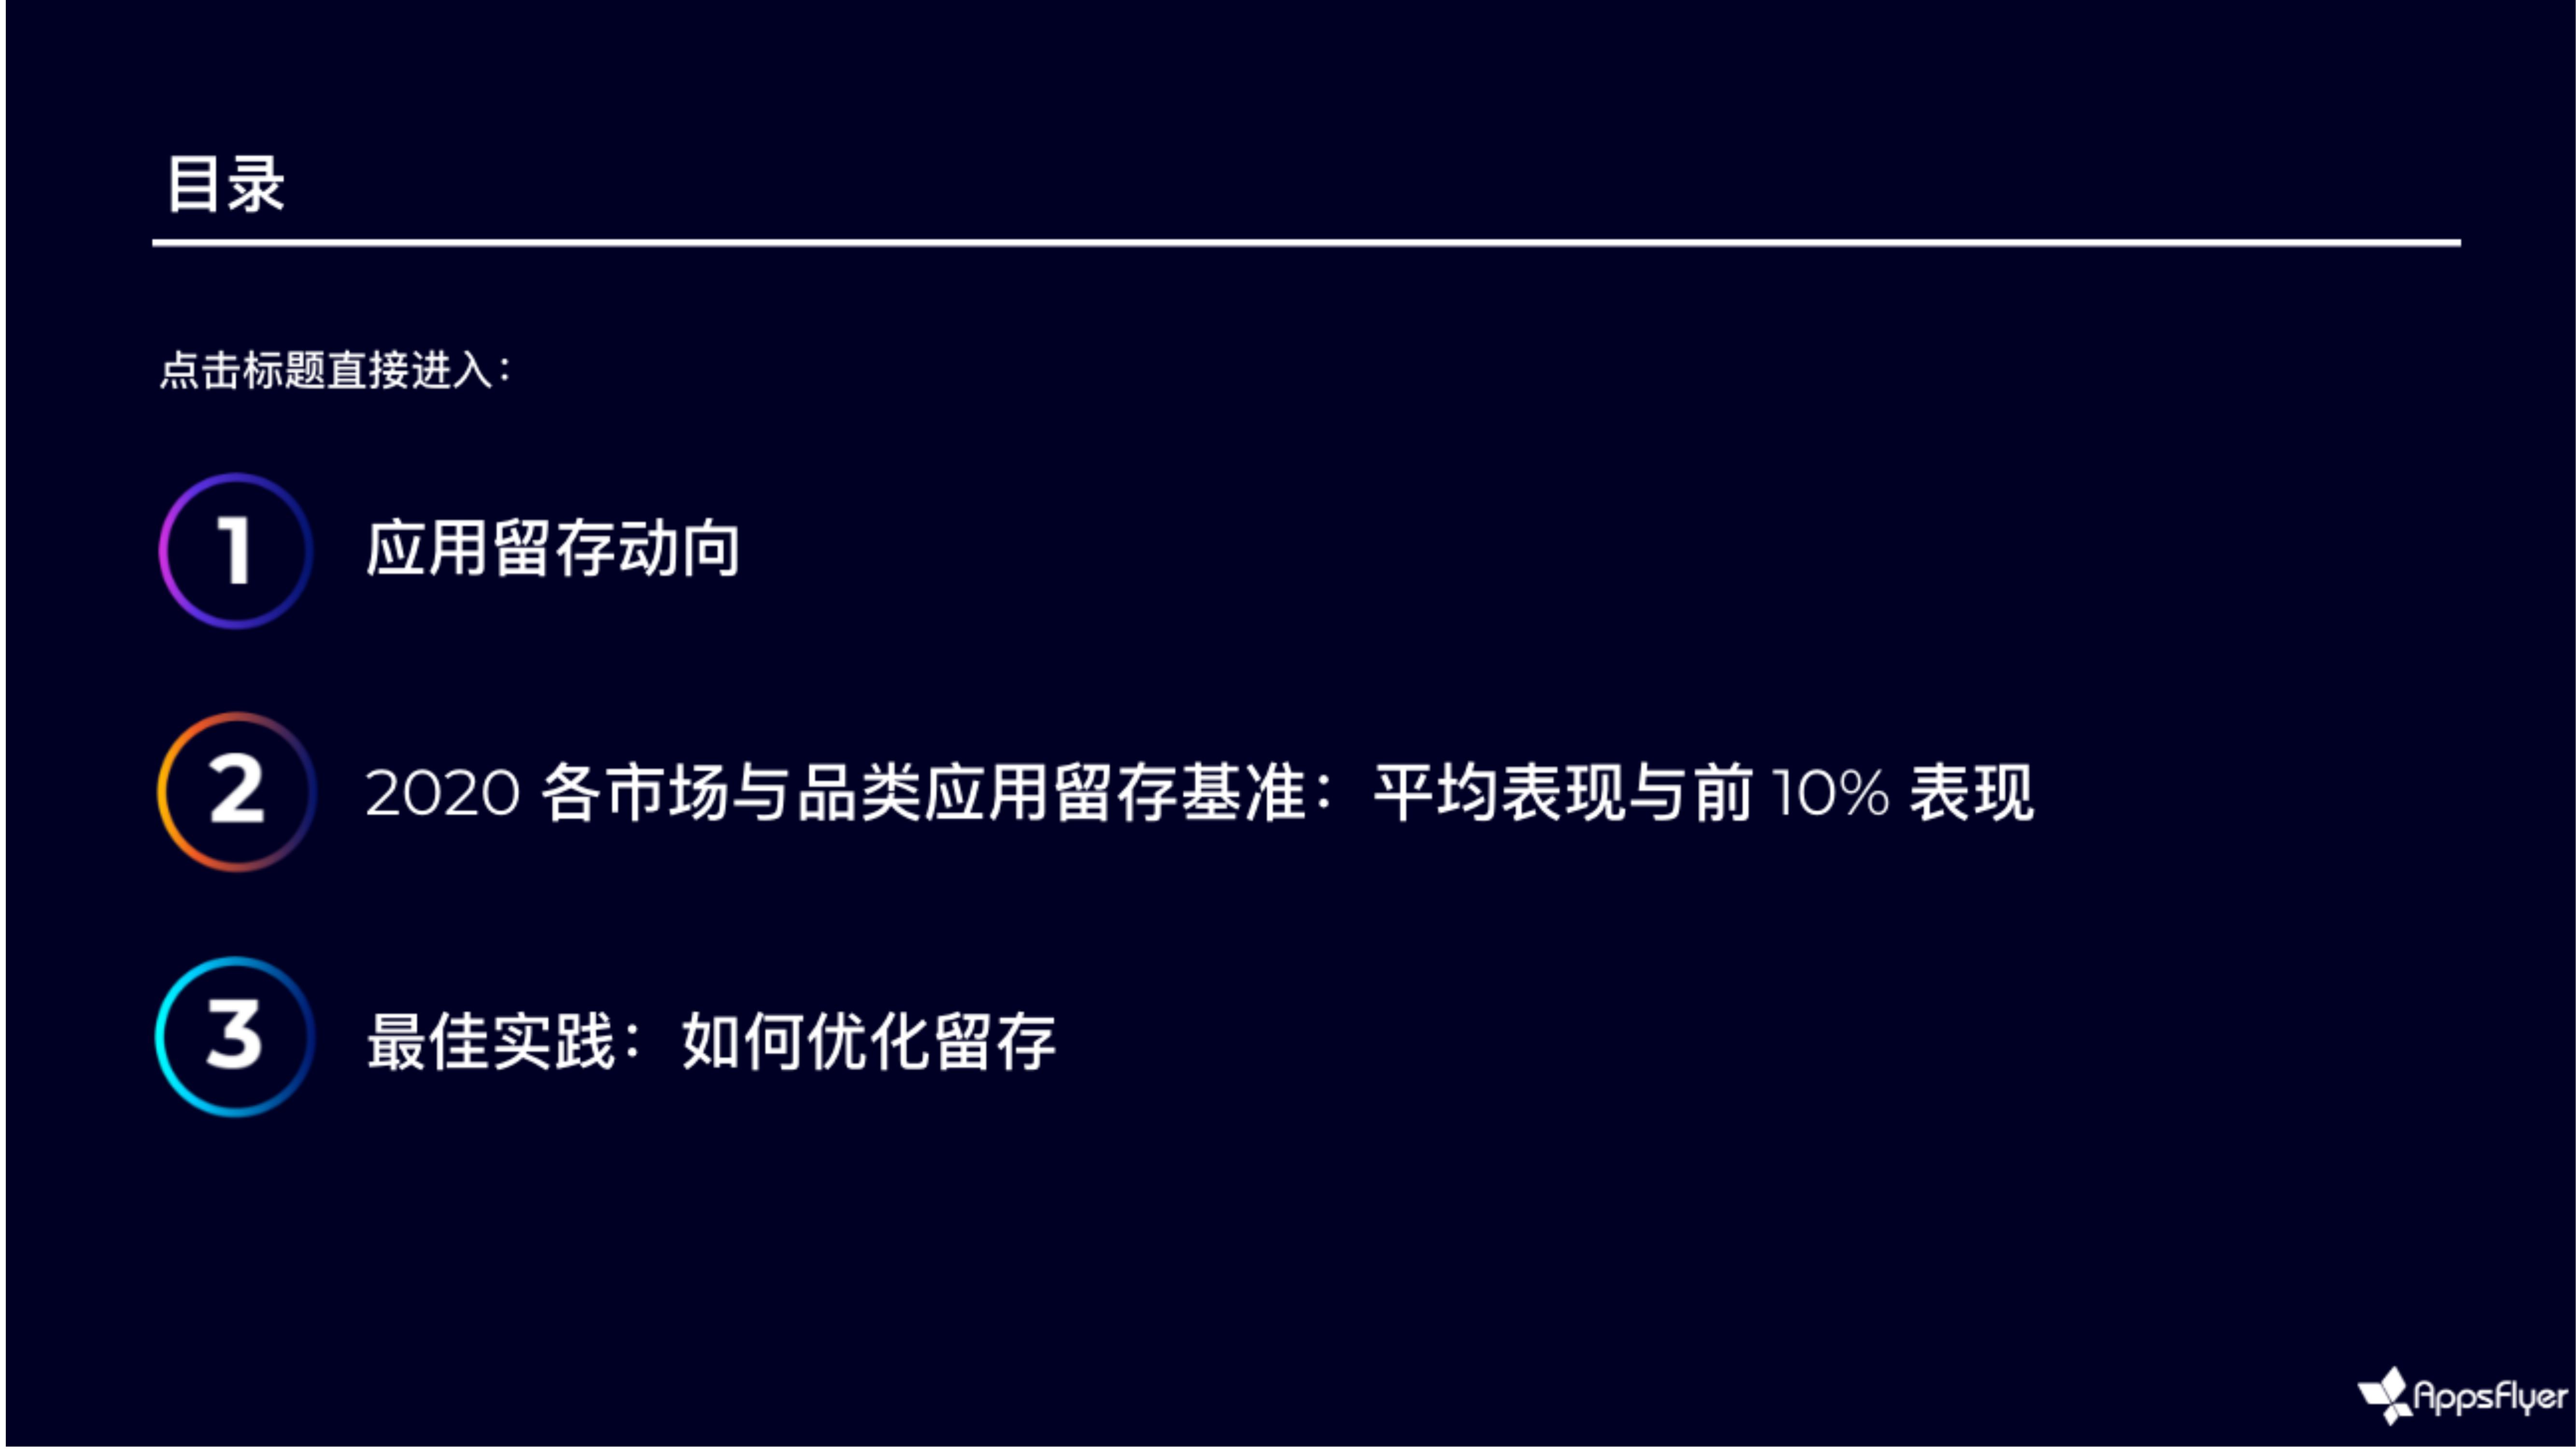 目录
点击标题直接进入：
1 应用留存动向
2 2020 各市场与品类应用留存基准：平均表现与前 10% 表现
3 最佳实践：如何优化留存
AppsFlyer